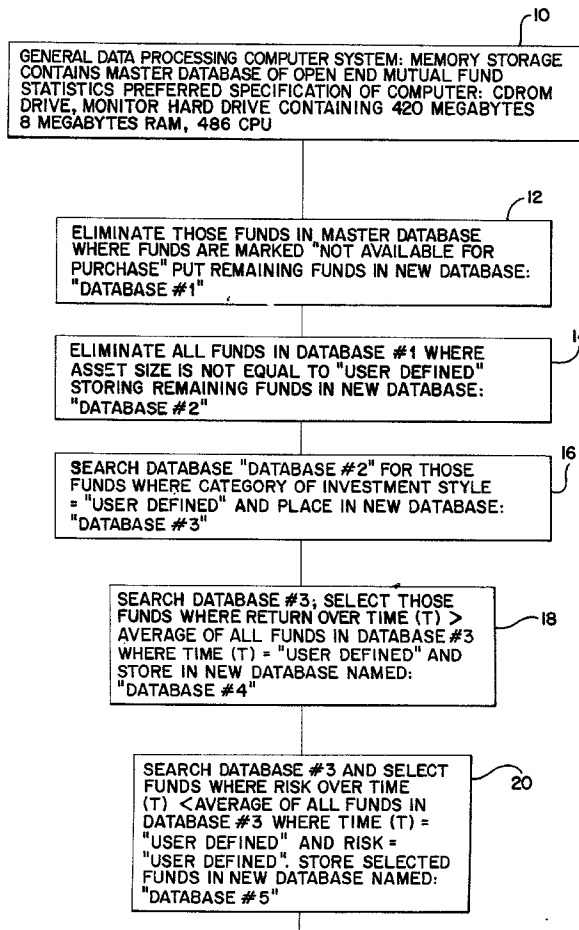 10
GENERAL DATA PROCESSING COMPUTER SYSTEM: MEMORY STORAGE
CONTAINS MASTER DATABASE OF OPEN END MUTUAL FUND
STATISTICS PREFERRED SPECIFICATION OF COMPUTER: CDROM
DRIVE, MONITOR HARD DRIVE CONTAINING 420 MEGABYTES
8 MEGABYTES RAM, 486 CPU
12
ELIMINATE THOSE FUNDS IN MASTER DATABASE
WHERE FUNDS ARE MARKED "NOT AVAILABLE FOR
PURCHASE" PUT REMAINING FUNDS IN NEW DATABASE:
"DATABASE #1"
ELIMINATE ALL FUNDS IN DATABASE #1 WHERE
ASSET SIZE IS NOT EQUAL TO "USER DEFINED"
STORING REMAINING FUNDS IN NEW DATABASE:
"DATABASE #2"
16
SEARCH DATABASE "DATABASE #2" FOR THOSE
FUNDS WHERE CATEGORY OF INVESTMENT STYLE
= "USER DEFINED" AND PLACE IN NEW DATABASE:
"DATABASE #3"
18
SEARCH DATABASE #3; SELECT THOSE
FUNDS WHERE RETURN OVER TIME (T) >
AVERAGE OF ALL FUNDS IN DATABASE #3
WHERE TIME (T) = "USER DEFINED" AND
STORE IN NEW DATABASE NAMED:
"DATABASE #4"
20
SEARCH DATABASE #3 AND SELECT
FUNDS WHERE RISK OVER TIME
(T) <AVERAGE OF ALL FUNDS IN
DATABASE #3 WHERE TIME (T) =
"USER DEFINED" AND RISK =
"USER DEFINED". STORE SELECTED
FUNDS IN NEW DATABASE NAMED:
"DATABASE #5"